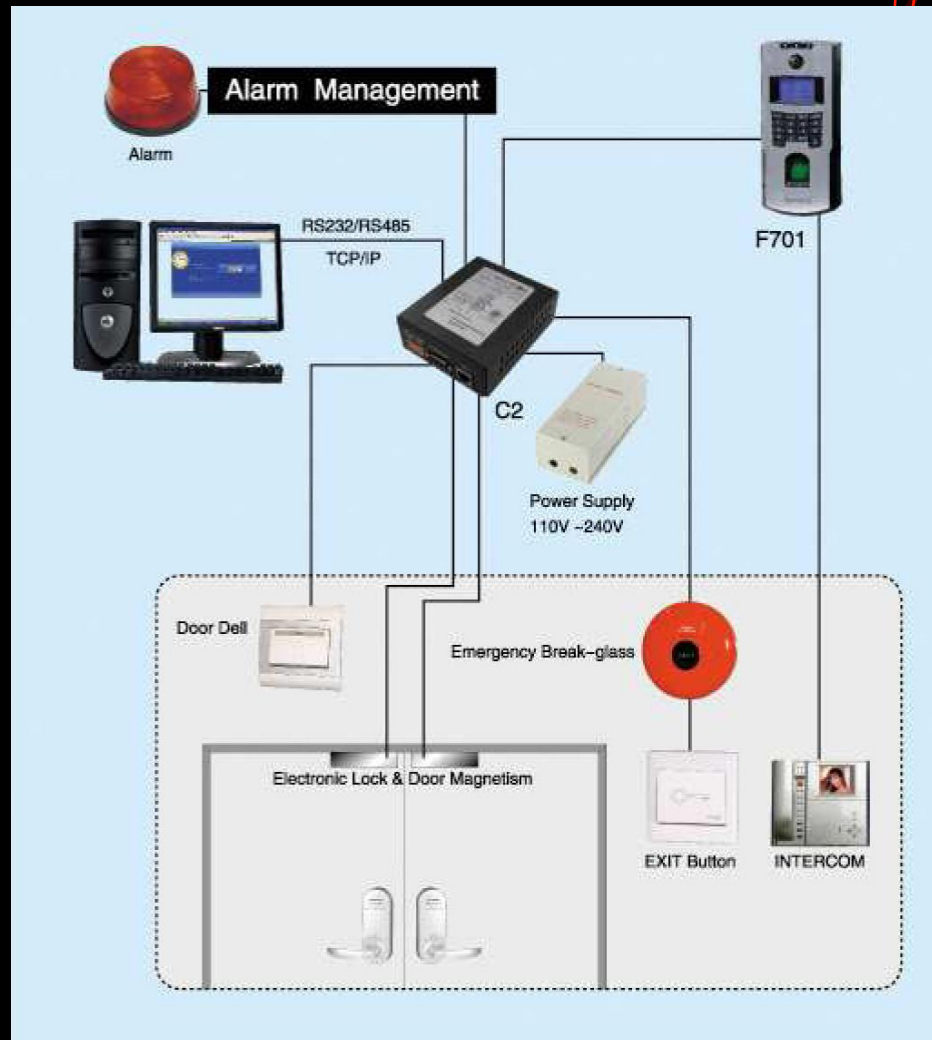 Alarm Management
Alarm
F701
RS232/RS485
TCP/IP
C2
Power Supply
110V ~240V
Door Dell
Emergency Break-glass
Electronic Lock & Door Magnetism
EXIT Button
INTERCOM